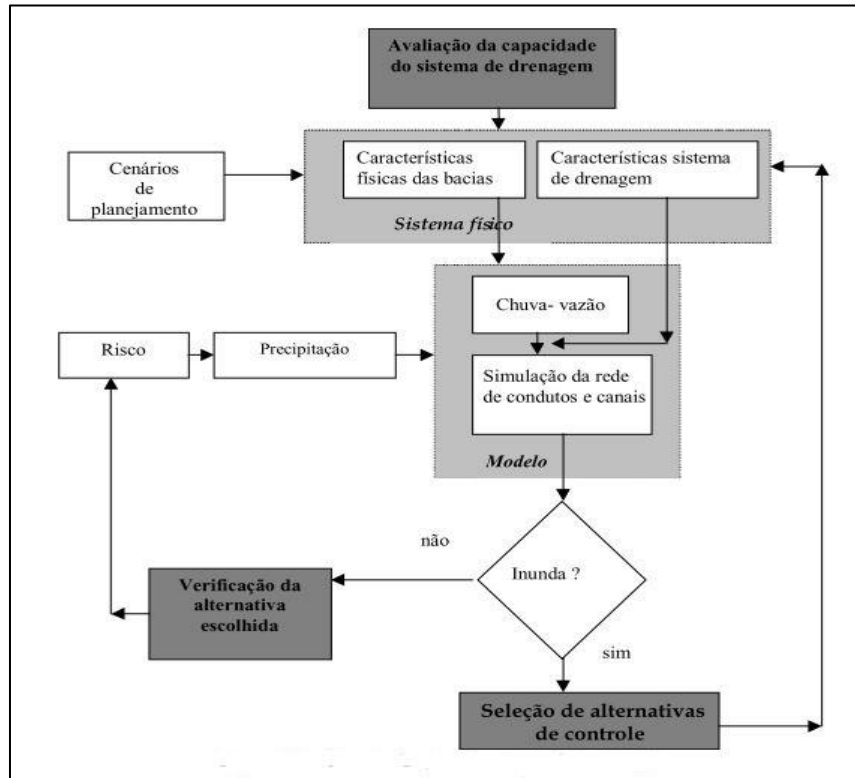 Avaliação da capacidade
do sistema de drenagem
Cenários
de
planejamento
Características
físicas das bacias
Características sistema
de drenagem
Sistema físico
Chuva- vazão
Risco
Precipitação
Simulação da rede
de condutos e canais
Modelo
não
Inunda ?
Verificação da
alternativa
escolhida
sim
Seleção de alternativas
de controle